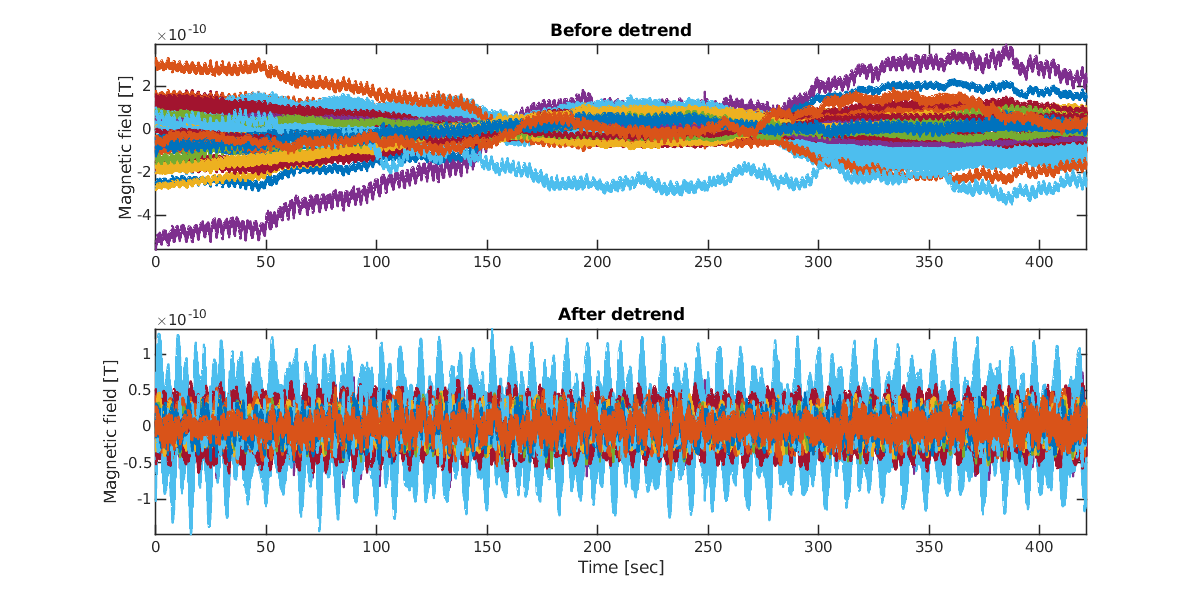 Before detrend
×10-10
Magnetic field [T]
2
0
-2
-4
0 50 100 150 200 250 300 350 400
After detrend
×10-10
Magnetic field [T]
1
0.5
0
-0.5
-1
0 50 100 150 200 250 300 350 400
Time [sec]